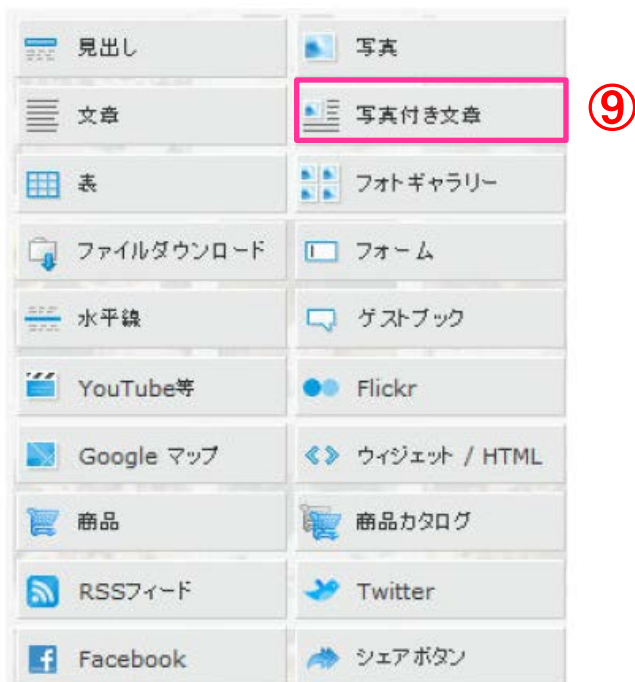 見出し 写真
文章 写真付き文章 ⑨
表 フォトギャラリー
ファイルダウンロード フォーム
水平線 ゲストブック
YouTube等 Flickr
Google マップ ウィジェット / HTML
商品 商品カタログ
RSSフィード Twitter
Facebook シェアボタン